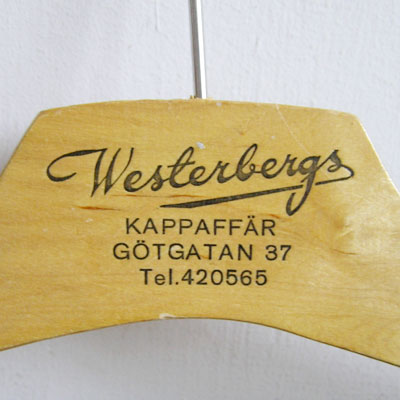 Westerbergs
KAPPAFFÄR
GÖTGATAN 37
Tel.420565